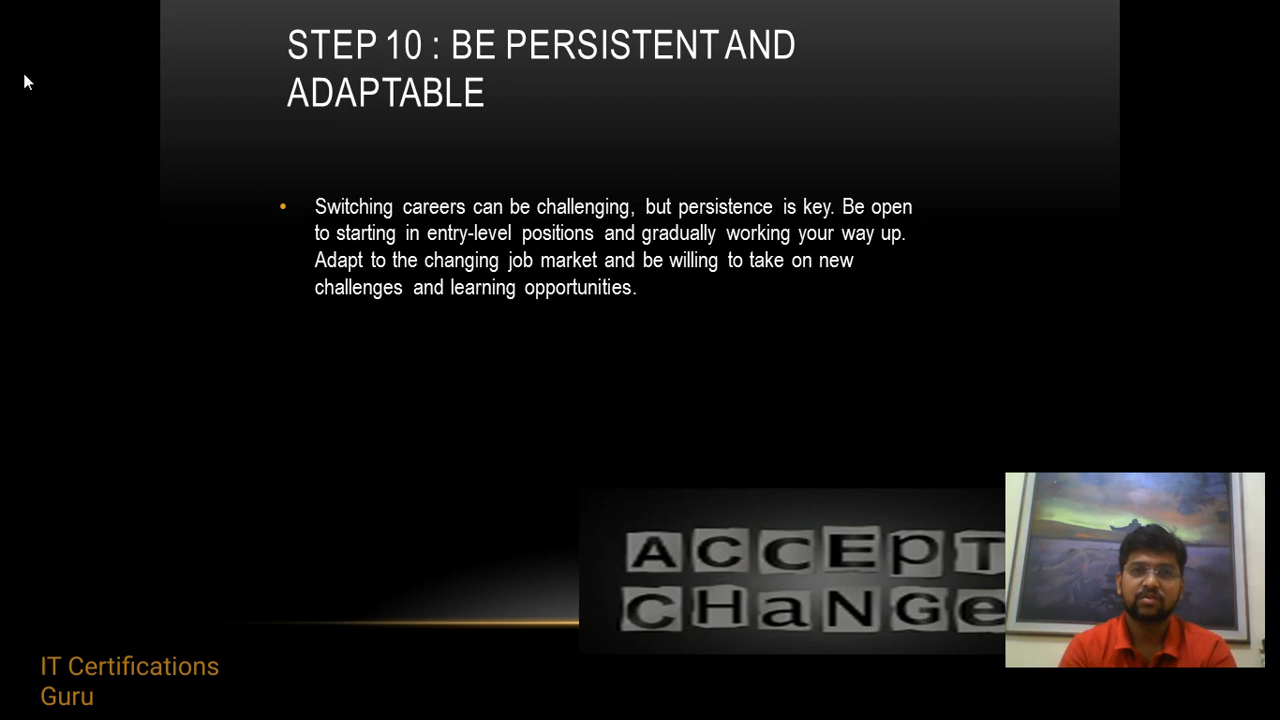 STEP 10 : BE PERSISTENT AND
ADAPTABLE
• Switching careers can be challenging, but persistence is key. Be open
to starting in entry-level positions and gradually working your way up.
Adapt to the changing job market and be willing to take on new
challenges and learning opportunities.
ACCEPT
CHaNGe
IT Certifications
Guru